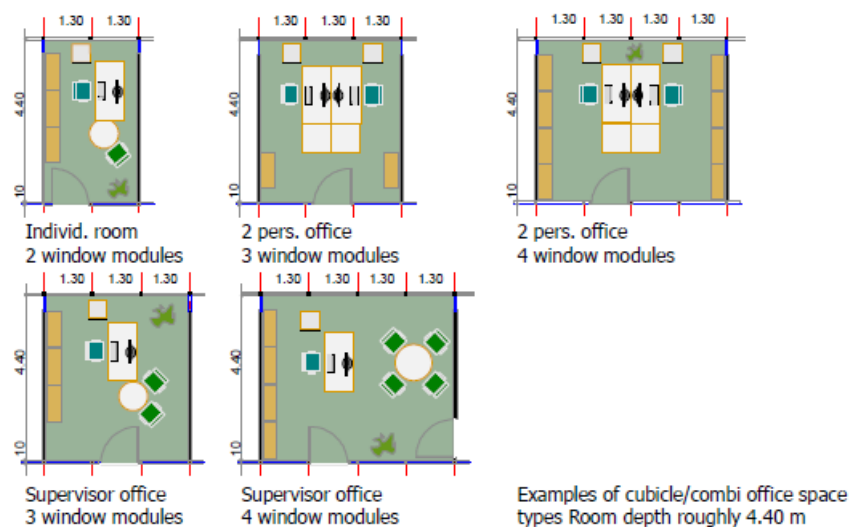 1.30 1.30
1.30 1.30 1.30
1.30 1.30 1.30 1.30
4.40
10
4.40
10
4.40
10
Individ. room
2 window modules
2 pers. office
3 window modules
2 pers. office
4 window modules
1.30 1.30 1.30
1.30 1.30 1.30 1.30
4.40
10
4.40
10
Supervisor office
3 window modules
Supervisor office
4 window modules
Examples of cubicle/combi office space
types Room depth roughly 4.40 m